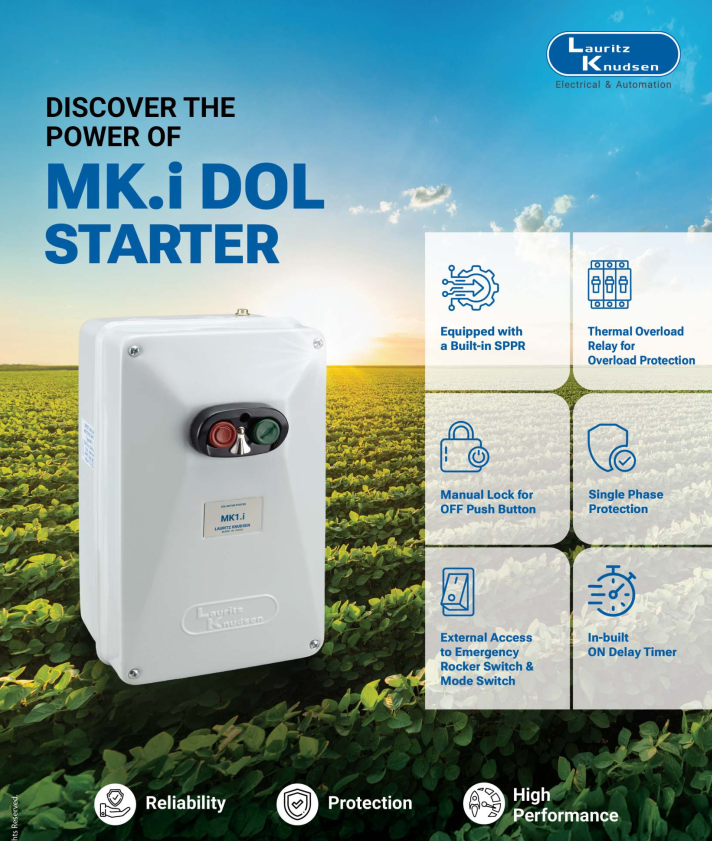 Lauritz
Knudsen
Electrical & Automation
DISCOVER THE
POWER OF
MK.i DOL
STARTER
Equipped with
a Built-in SPPR
Thermal Overload
Relay for
Overload Protection
Manual Lock for
OFF Push Button
Single Phase
Protection
External Access
to Emergency
Rocker Switch &
Mode Switch
In-built
ON Delay Timer
MK1.i
LAURITZ KNUDSEN
Lauritz
Knudsen
Reliability
Protection
High
Performance
hts Reserved.